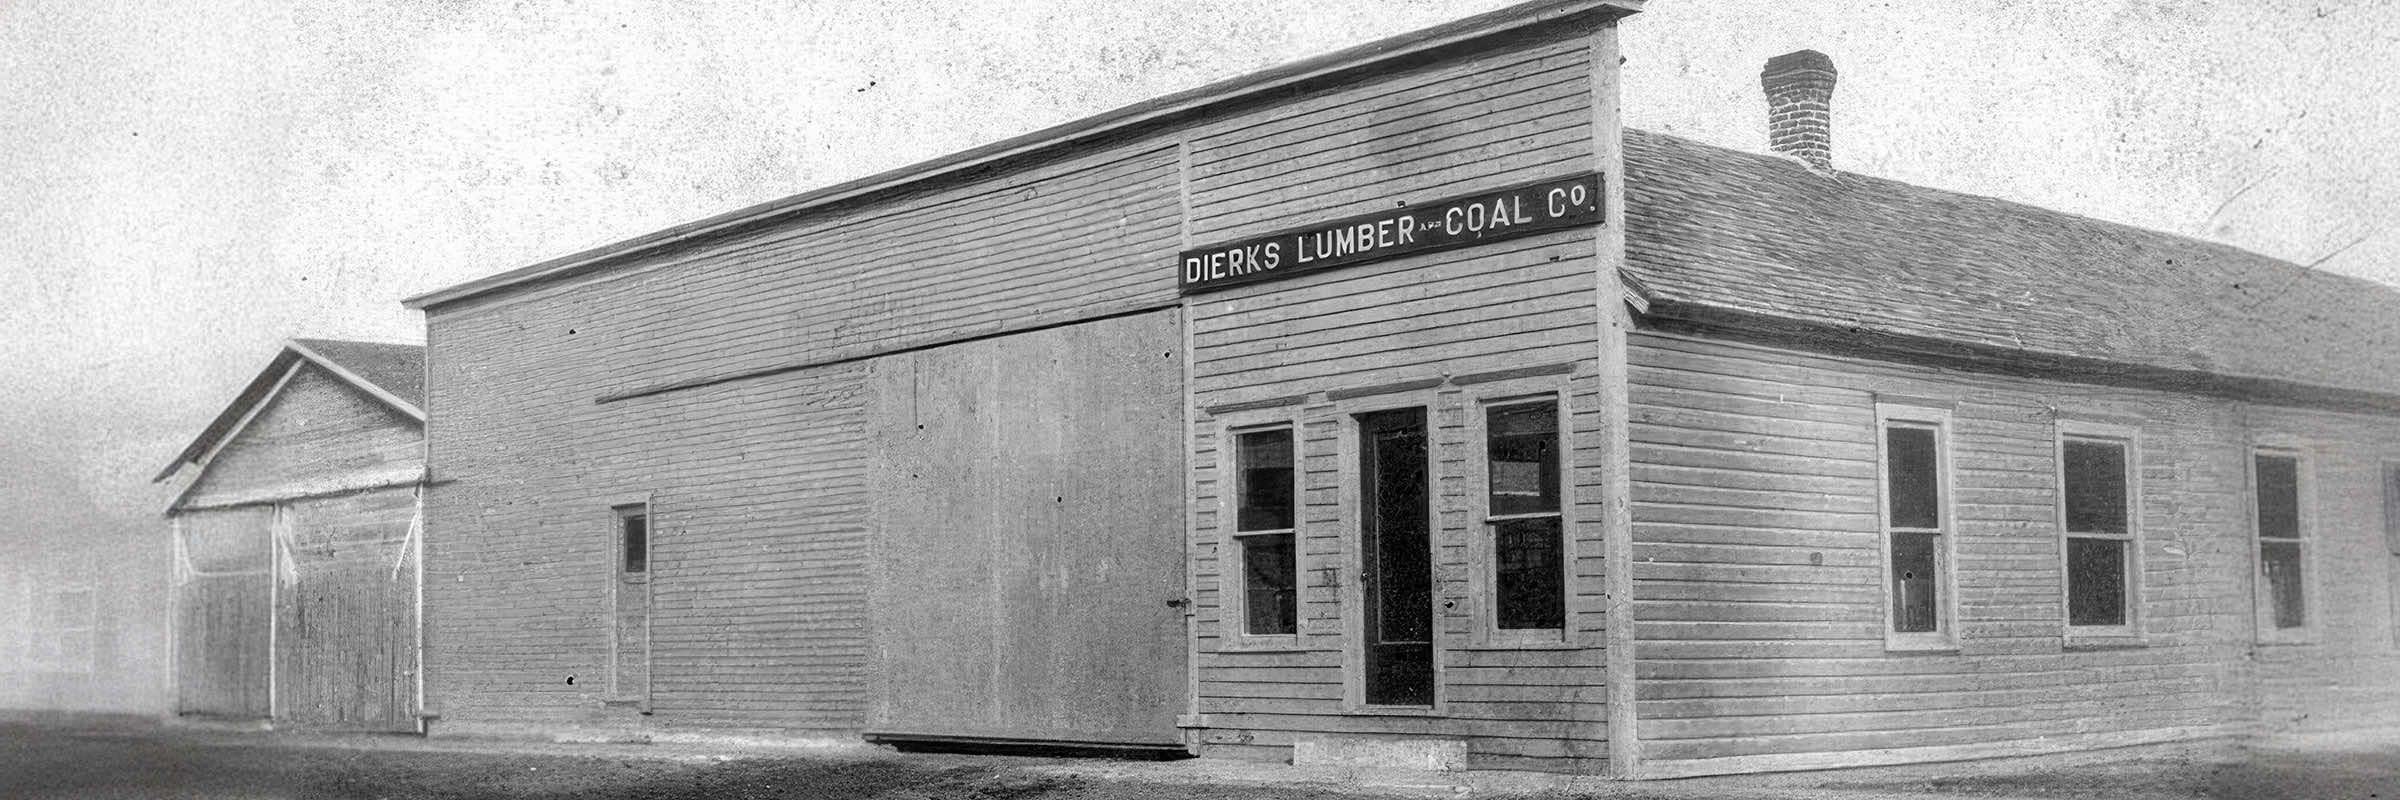 DIERKS LUMBER AND COAL CO.